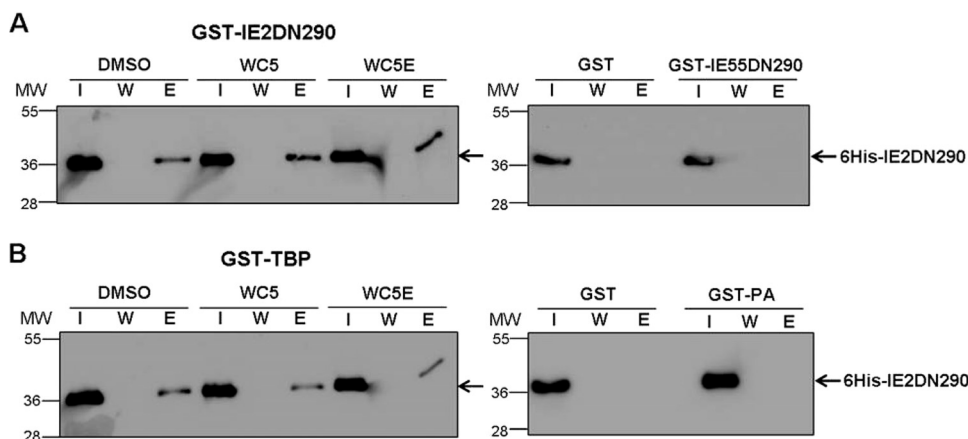 A
GST-IE2DN290
DMSO WC5 WC5E
MW I W E I W E I W E
55
36
28
GST GST-IE55DN290
MW I W E I W E
55
36
28
6His-IE2DN290
B
GST-TBP
DMSO WC5 WC5E
MW I W E I W E I W E
55
36
28
GST GST-PA
MW I W E I W E
55
36
28
6His-IE2DN290